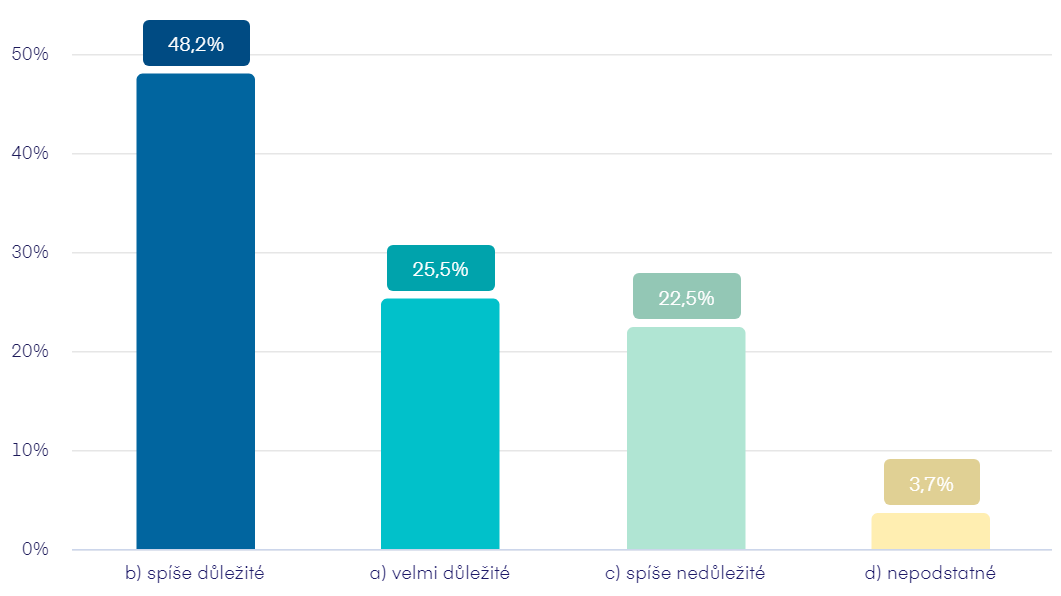 48,2%
50%
40%
30%
25,5%
22,5%
20%
10%
3,7%
0%
b) spíše důležité
a) velmi důležité
c) spíše nedůležité
d) nepodstatné